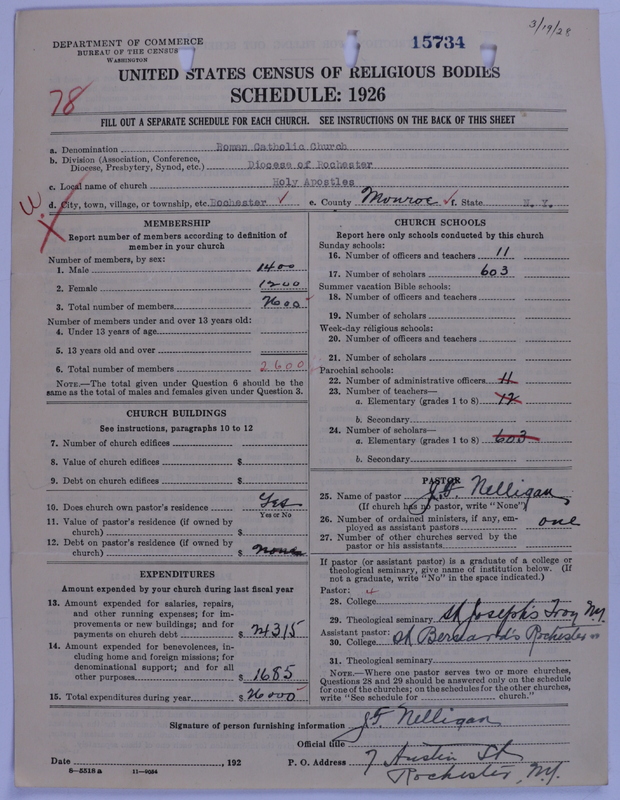 3/19/28
DEPARTMENT OF COMMERCE
BUREAU OF THE CENSUS
WASHINGTON
15734
UNITED STATES CENSUS OF RELIGIOUS BODIES
78
SCHEDULE: 1926
FILL OUT A SEPARATE SCHEDULE FOR EACH CHURCH. SEE INSTRUCTIONS ON THE BACK OF THIS SHEET
a. Denomination Roman Catholic Church
b. Division (Association, Conference, Diocese, Presbytery, Synod, etc.) Diocese of Rochester
c. Local name of church Holy Apostles
d. City, town, village, or township, etc. Rochester ✓ e. County Monroe ✓ f. State N. Y.
MEMBERSHIP
Report number of members according to definition of
member in your church
Number of members, by sex:
1. Male 1400
2. Female 1200
3. Total number of members 2600
Number of members under and over 13 years old:
4. Under 13 years of age
5. 13 years old and over
6. Total number of members 2600
NOTE.—The total given under Question 6 should be the
same as the total of males and females given under Question 3.
CHURCH BUILDINGS
See instructions, paragraphs 10 to 12
7. Number of church edifices
8. Value of church edifices $
9. Debt on church edifices $
10. Does church own pastor's residence Yes
Yes or No
11. Value of pastor's residence (if owned by
church) $
12. Debt on pastor's residence (if owned by
church) $ none
EXPENDITURES
Amount expended by your church during last fiscal year
13. Amount expended for salaries, repairs,
and other running expenses; for im-
provements or new buildings; and for
payments on church debt $ 24315
14. Amount expended for benevolences, in-
cluding home and foreign missions; for
denominational support; and for all
other purposes $ 1685
15. Total expenditures during year $ 26000
CHURCH SCHOOLS
Report here only schools conducted by this church
Sunday schools:
16. Number of officers and teachers 11
17. Number of scholars 603
Summer vacation Bible schools:
18. Number of officers and teachers
19. Number of scholars
Week-day religious schools:
20. Number of officers and teachers
21. Number of scholars
Parochial schools:
22. Number of administrative officers 11
23. Number of teachers—
a. Elementary (grades 1 to 8) 12
b. Secondary
24. Number of scholars—
a. Elementary (grades 1 to 8) 603
b. Secondary
PASTOR
25. Name of pastor J. F. Nelligan
(If church has no pastor, write "None")
26. Number of ordained ministers, if any, em-
ployed as assistant pastors one
27. Number of other churches served by the
pastor or his assistants
If pastor (or assistant pastor) is a graduate of a college or
theological seminary, give name of institution below. (If
not a graduate, write "No" in the space indicated.)
Pastor:
28. College
29. Theological seminary St Joseph's Troy N.Y.
Assistant pastor:
30. College St Bernard's Rochester
31. Theological seminary
NOTE.—Where one pastor serves two or more churches,
Questions 28 and 29 should be answered only on the schedule
for one of the churches; on the schedules for the other churches,
write "See schedule for church."
Signature of person furnishing information J F Nelligan
Official title
Date , 192 P. O. Address 7 Austin St
Rochester, N.Y.
8—5518 a 11—9034